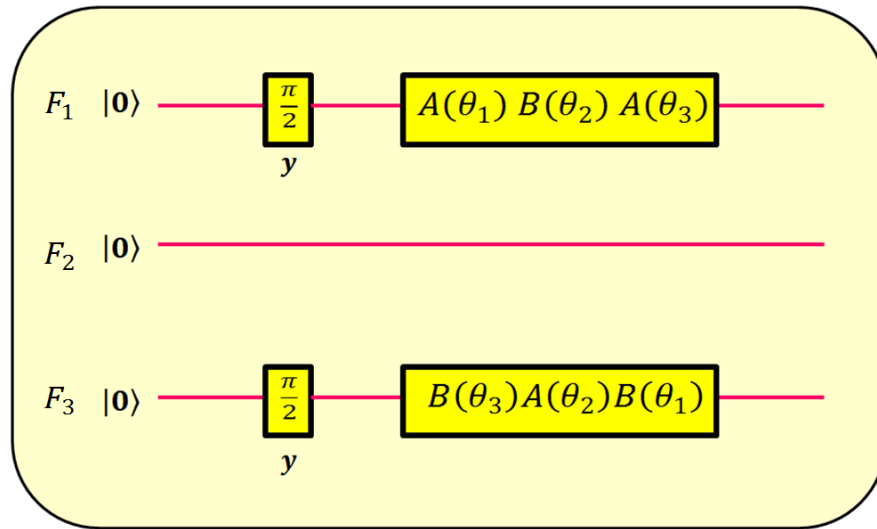 F₁ |0⟩ π/2 A(θ₁) B(θ₂) A(θ₃)
y
F₂ |0⟩
F₃ |0⟩ π/2 B(θ₃)A(θ₂)B(θ₁)
y